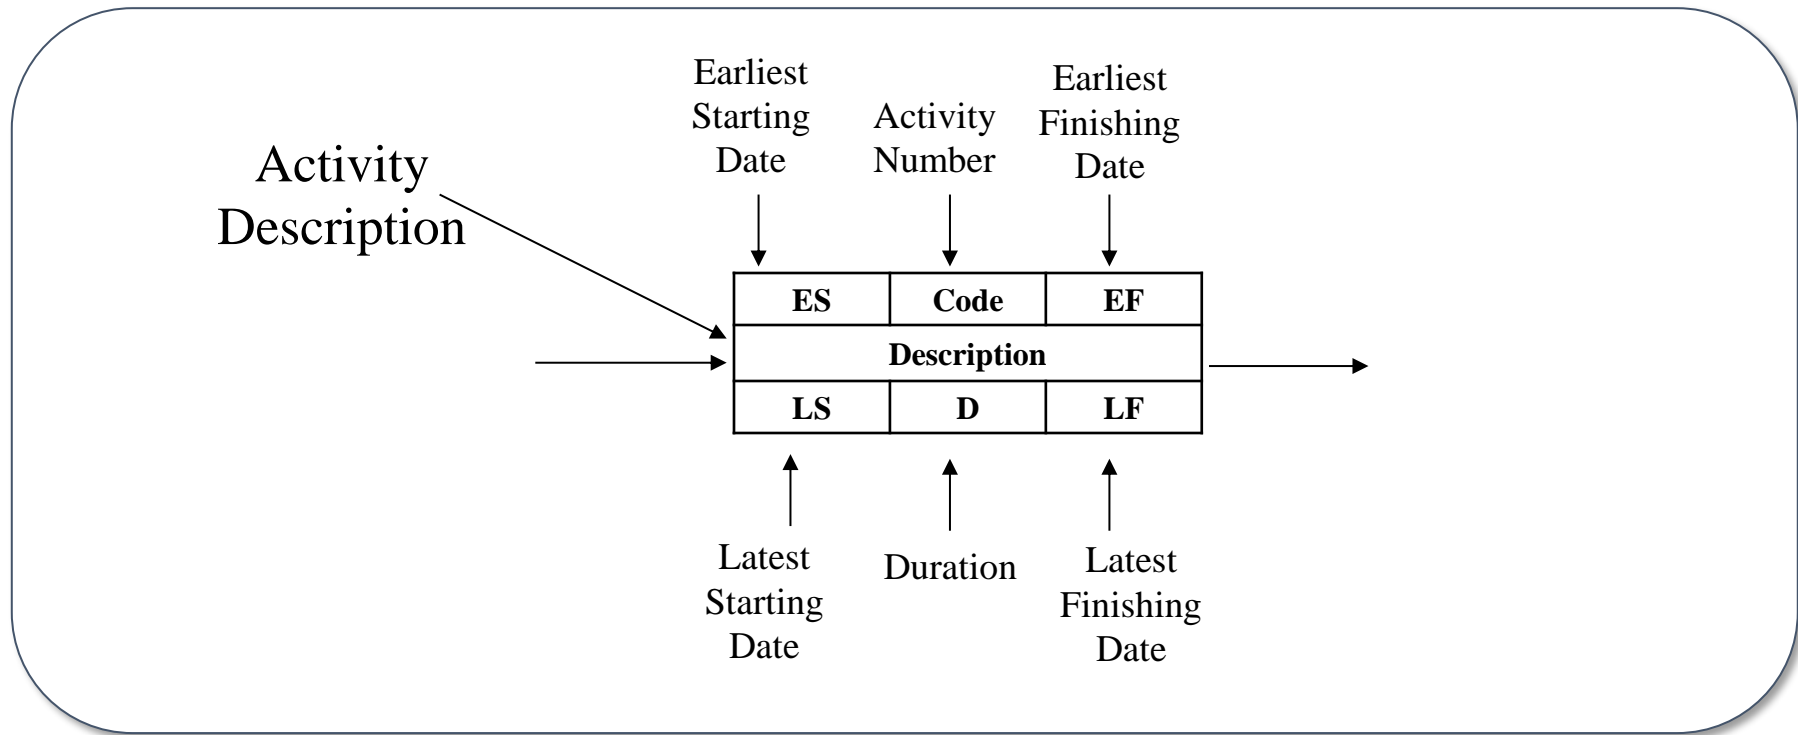 Activity
Description
Earliest
Starting
Date
Activity
Number
Earliest
Finishing
Date
ES
Code
EF
Description
LS
D
LF
Latest
Starting
Date
Duration
Latest
Finishing
Date